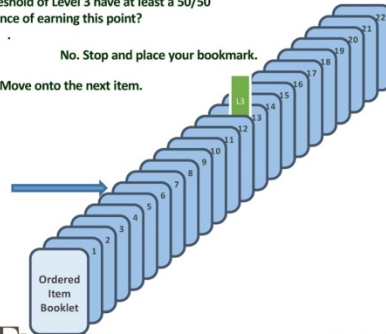 eshold of Level 3 have at least a 50/50
nce of earning this point?
.
No. Stop and place your bookmark.
Move onto the next item.
22
21
20
19
18
17
16
15
14
L3
13
12
11
10
9
8
7
6
5
4
3
2
1
Ordered
Item
Booklet